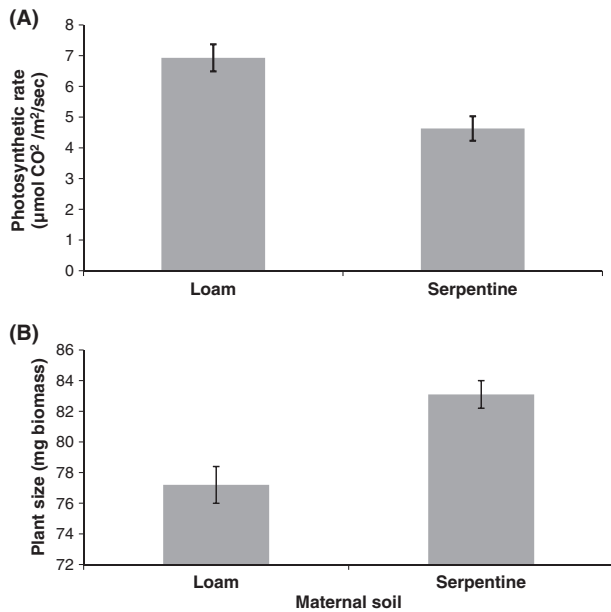 (A)
Photosynthetic rate
(µmol CO² /m²/sec)
8
7
6
5
4
3
2
1
0
Loam Serpentine
(B)
Plant size (mg biomass)
86
84
82
80
78
76
74
72
Loam Serpentine
Maternal soil